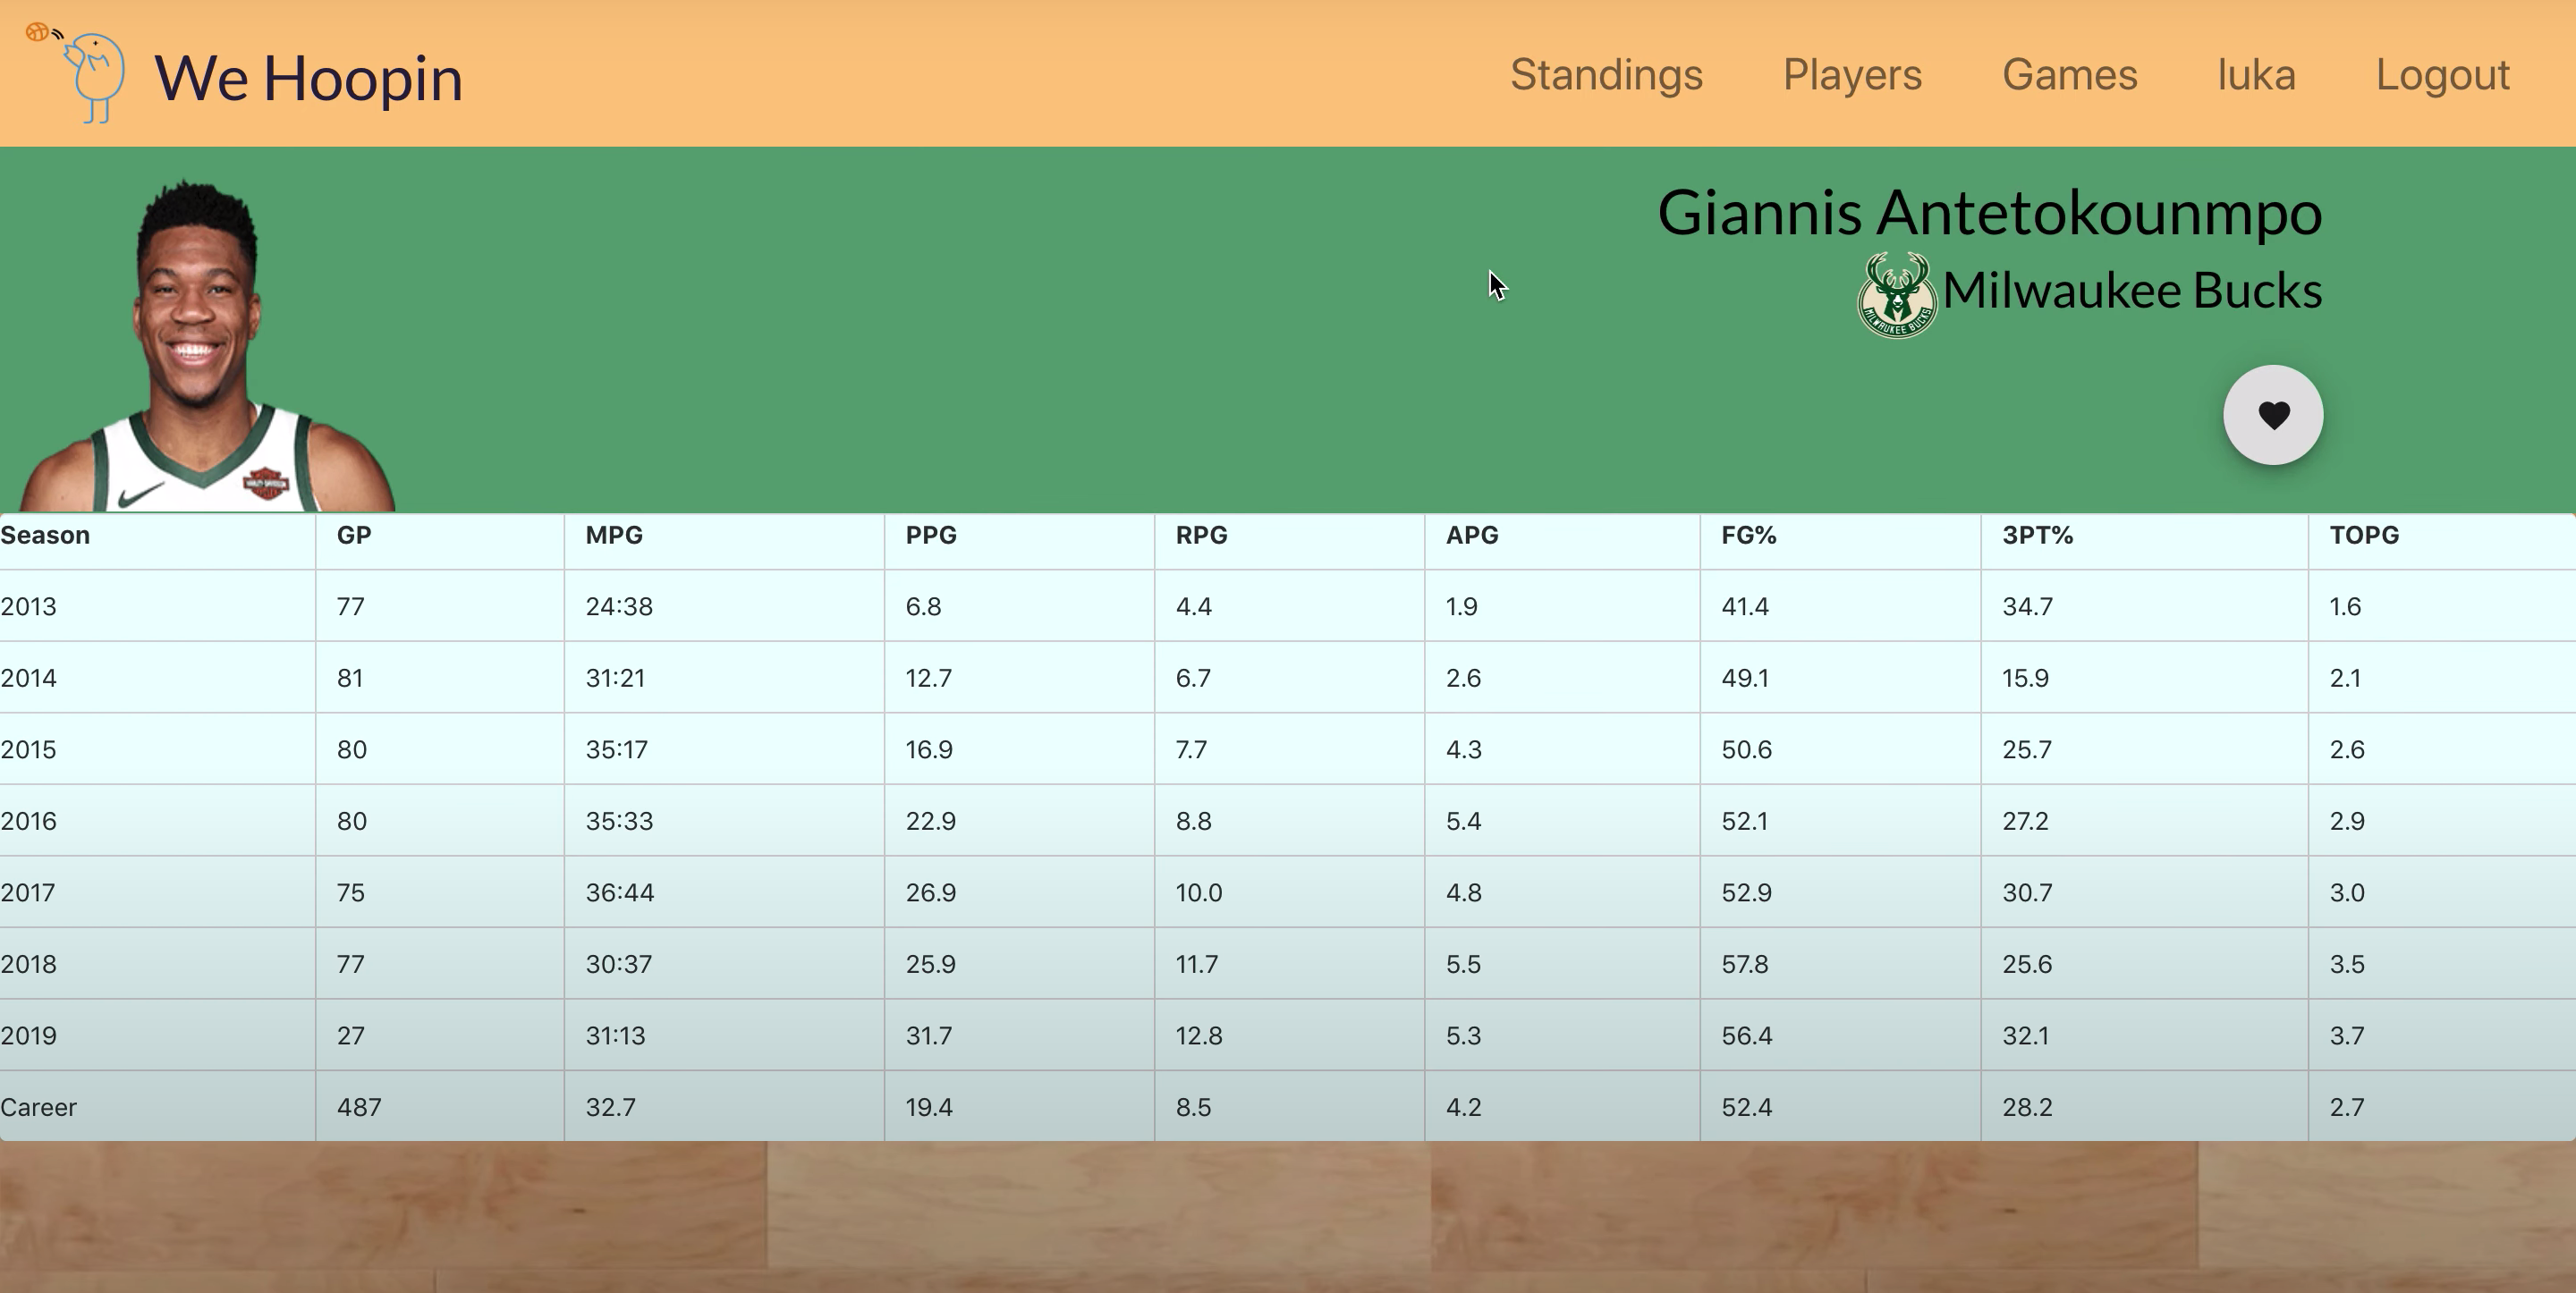 We Hoopin Standings Players Games luka Logout
Giannis Antetokounmpo
MILWAUKEE BUCKS Milwaukee Bucks
HARLEY-DAVIDSON
Season GP MPG PPG RPG APG FG% 3PT% TOPG
2013 77 24:38 6.8 4.4 1.9 41.4 34.7 1.6
2014 81 31:21 12.7 6.7 2.6 49.1 15.9 2.1
2015 80 35:17 16.9 7.7 4.3 50.6 25.7 2.6
2016 80 35:33 22.9 8.8 5.4 52.1 27.2 2.9
2017 75 36:44 26.9 10.0 4.8 52.9 30.7 3.0
2018 77 30:37 25.9 11.7 5.5 57.8 25.6 3.5
2019 27 31:13 31.7 12.8 5.3 56.4 32.1 3.7
Career 487 32.7 19.4 8.5 4.2 52.4 28.2 2.7